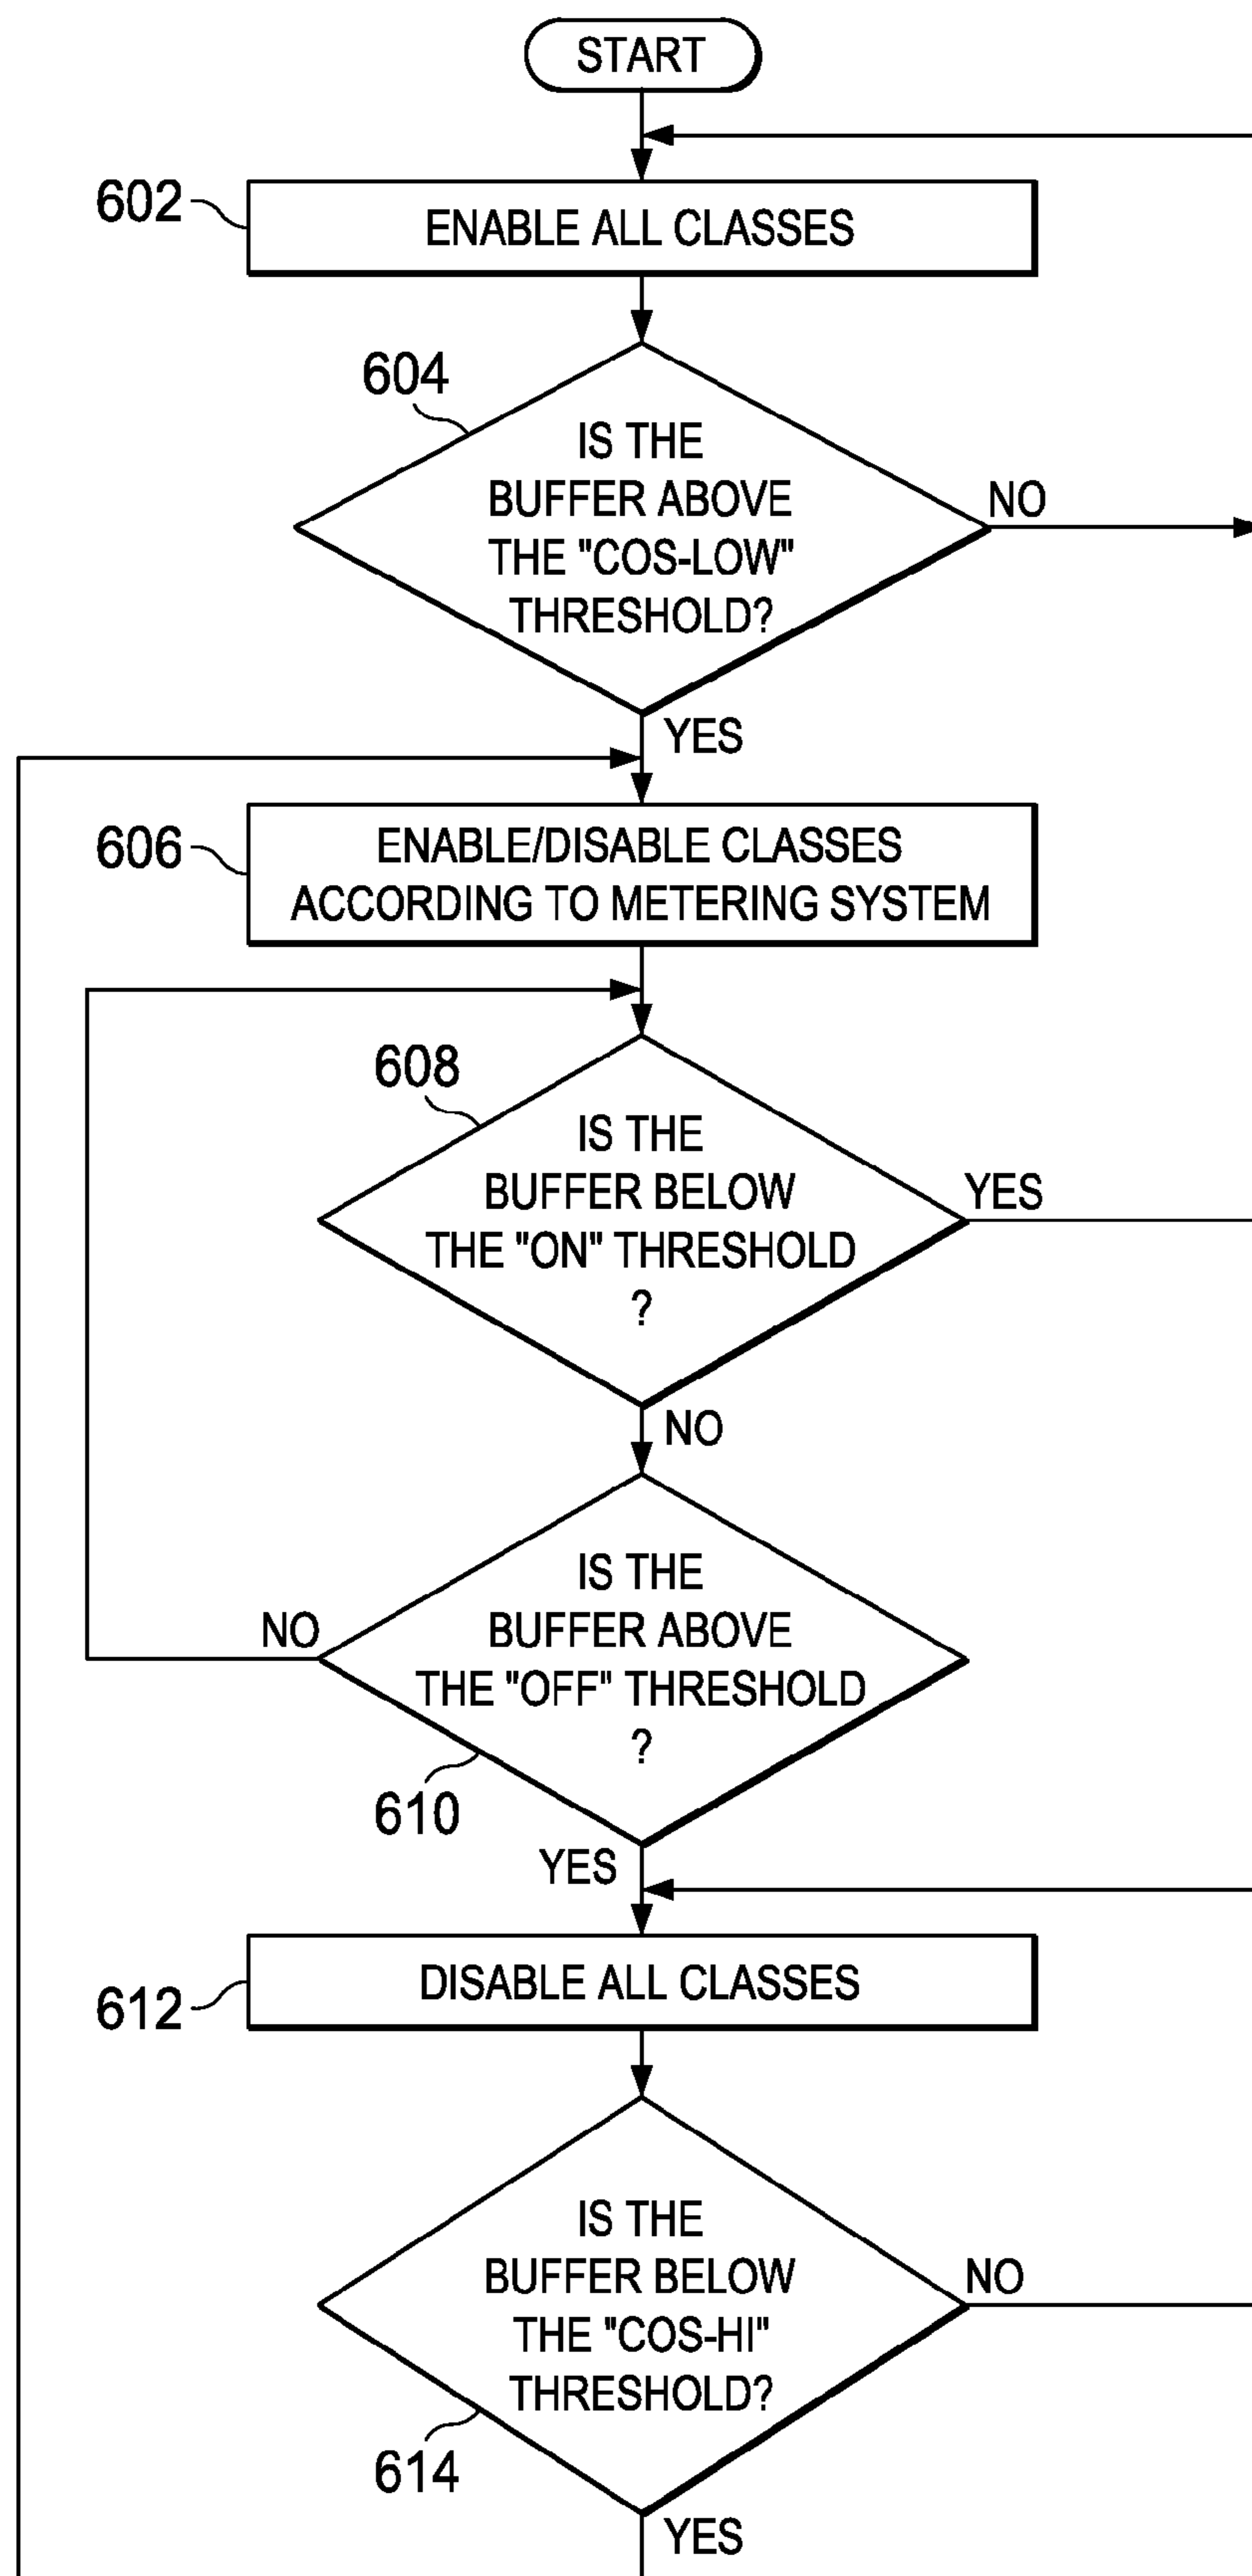 START
602
ENABLE ALL CLASSES
604
IS THE
BUFFER ABOVE
THE "COS-LOW"
THRESHOLD?
NO
YES
606
ENABLE/DISABLE CLASSES
ACCORDING TO METERING SYSTEM
608
IS THE
BUFFER BELOW
THE "ON" THRESHOLD
?
YES
NO
IS THE
BUFFER ABOVE
THE "OFF" THRESHOLD
?
NO
610
YES
612
DISABLE ALL CLASSES
IS THE
BUFFER BELOW
THE "COS-HI"
THRESHOLD?
NO
614
YES